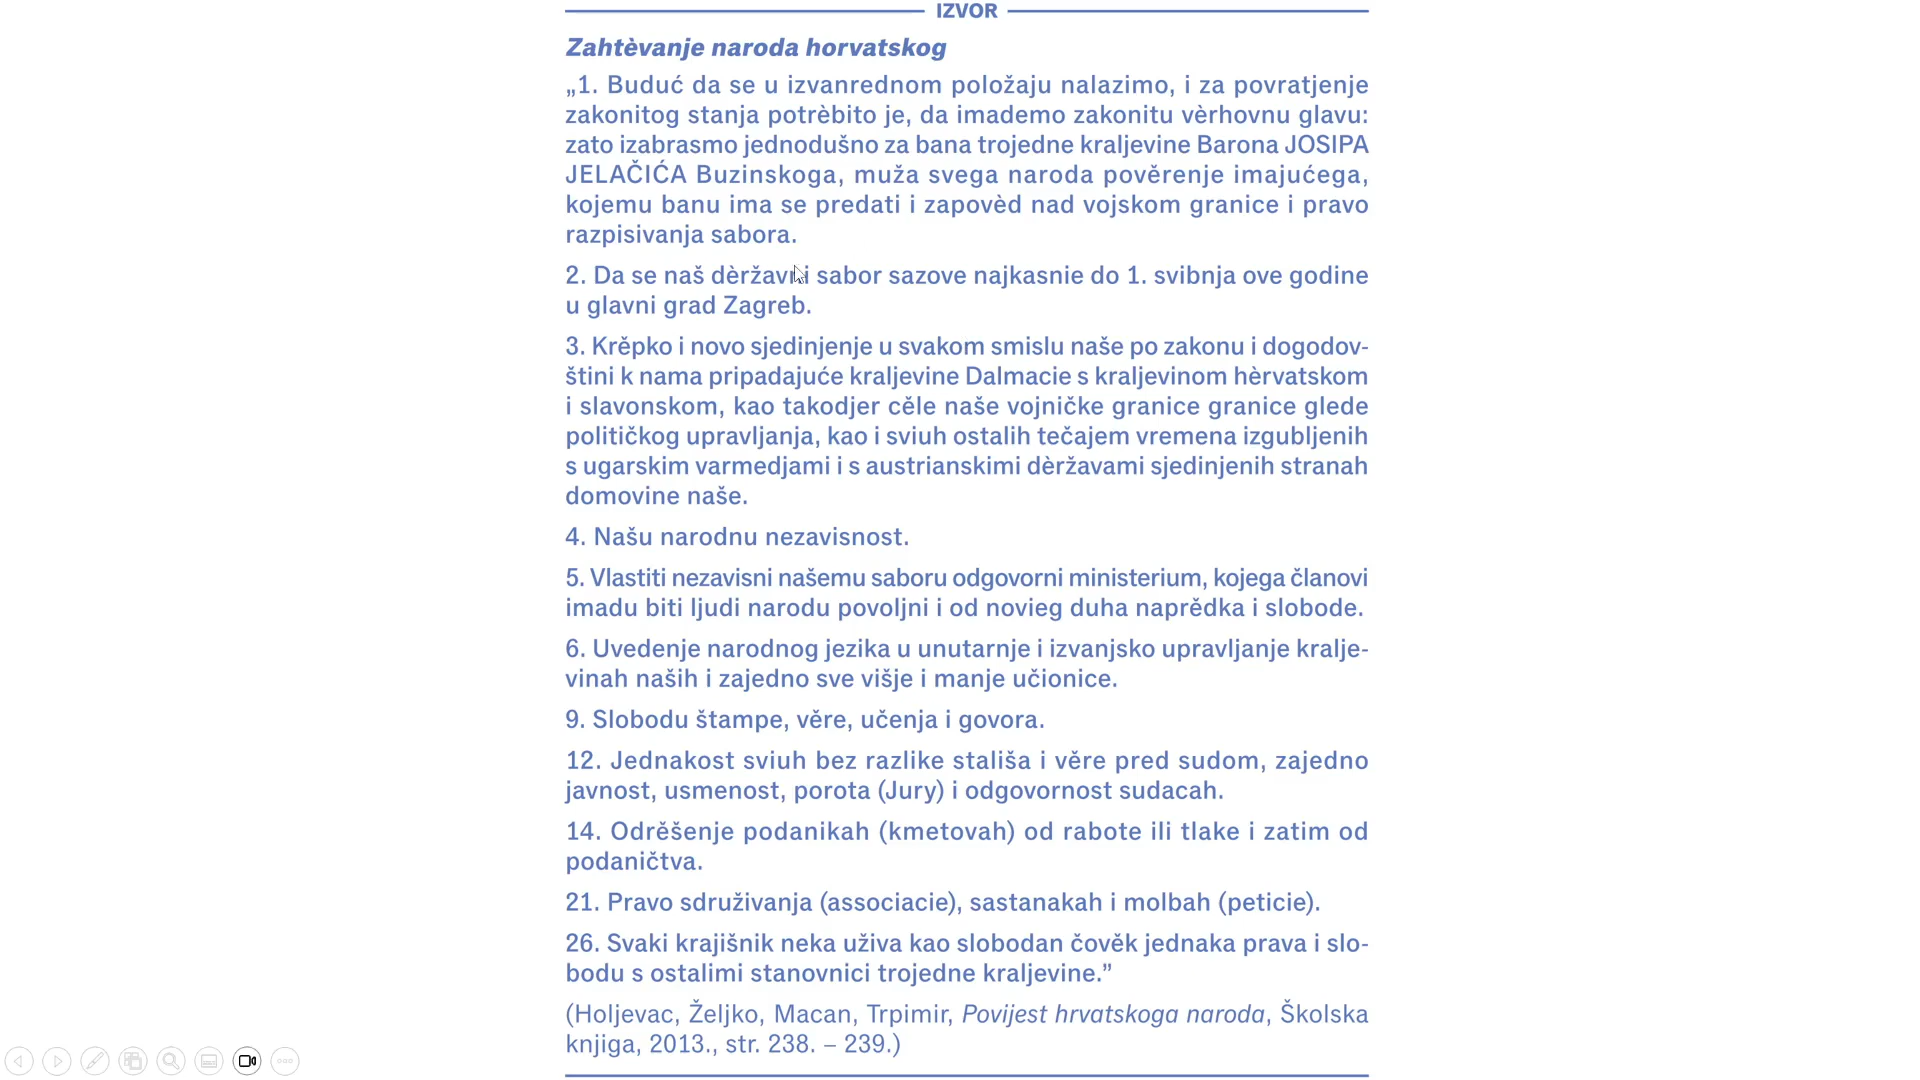 IZVOR
Zahtèvanje naroda horvatskog
„1. Buduć da se u izvanrednom položaju nalazimo, i za povratjenje
zakonitog stanja potrèbito je, da imademo zakonitu vèrhovnu glavu:
zato izabrasmo jednodušno za bana trojedne kraljevine Barona JOSIPA
JELAČIĆA Buzinskoga, muža svega naroda pověrenje imajućega,
kojemu banu ima se predati i zapovèd nad vojskom granice i pravo
razpisivanja sabora.
2. Da se naš dèržavni sabor sazove najkasnie do 1. svibnja ove godine
u glavni grad Zagreb.
3. Krěpko i novo sjedinjenje u svakom smislu naše po zakonu i dogodov-
štini k nama pripadajuće kraljevine Dalmacie s kraljevinom hèrvatskom
i slavonskom, kao takodjer cěle naše vojničke granice granice glede
političkog upravljanja, kao i sviuh ostalih tečajem vremena izgubljenih
s ugarskim varmedjami i s austrianskimi dèržavami sjedinjenih stranah
domovine naše.
4. Našu narodnu nezavisnost.
5. Vlastiti nezavisni našemu saboru odgovorni ministerium, kojega članovi
imadu biti ljudi narodu povoljni i od novieg duha naprědka i slobode.
6. Uvedenje narodnog jezika u unutarnje i izvanjsko upravljanje kralje-
vinah naših i zajedno sve višje i manje učionice.
9. Slobodu štampe, věre, učenja i govora.
12. Jednakost sviuh bez razlike stališa i věre pred sudom, zajedno
javnost, usmenost, porota (Jury) i odgovornost sudacah.
14. Odrěšenje podanikah (kmetovah) od rabote ili tlake i zatim od
podaničtva.
21. Pravo sdruživanja (associacie), sastanakah i molbah (peticie).
26. Svaki krajišnik neka uživa kao slobodan čověk jednaka prava i slo-
bodu s ostalimi stanovnici trojedne kraljevine.”
(Holjevac, Željko, Macan, Trpimir, Povijest hrvatskoga naroda, Školska
knjiga, 2013., str. 238. – 239.)